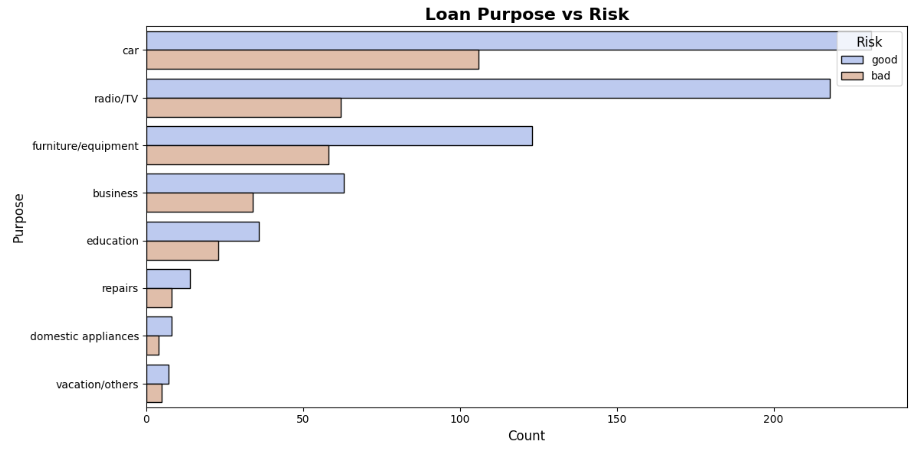 Loan Purpose vs Risk
Risk
good
bad
car
radio/TV
furniture/equipment
business
education
repairs
domestic appliances
vacation/others
Purpose
0 50 100 150 200
Count